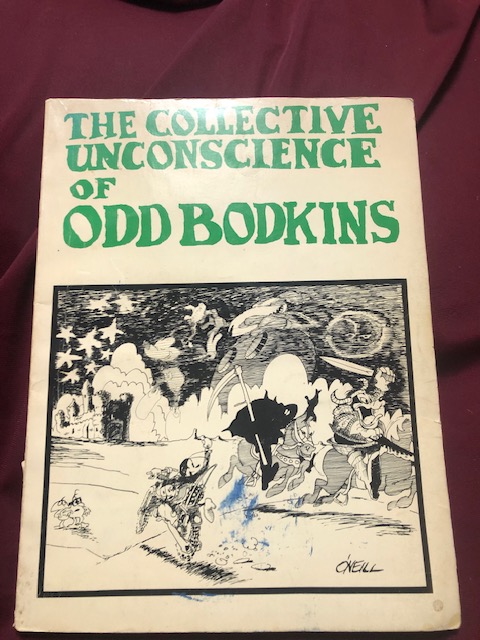 THE COLLECTIVE
UNCONSCIENCE
OF
ODD BODKINS
O'NEILL